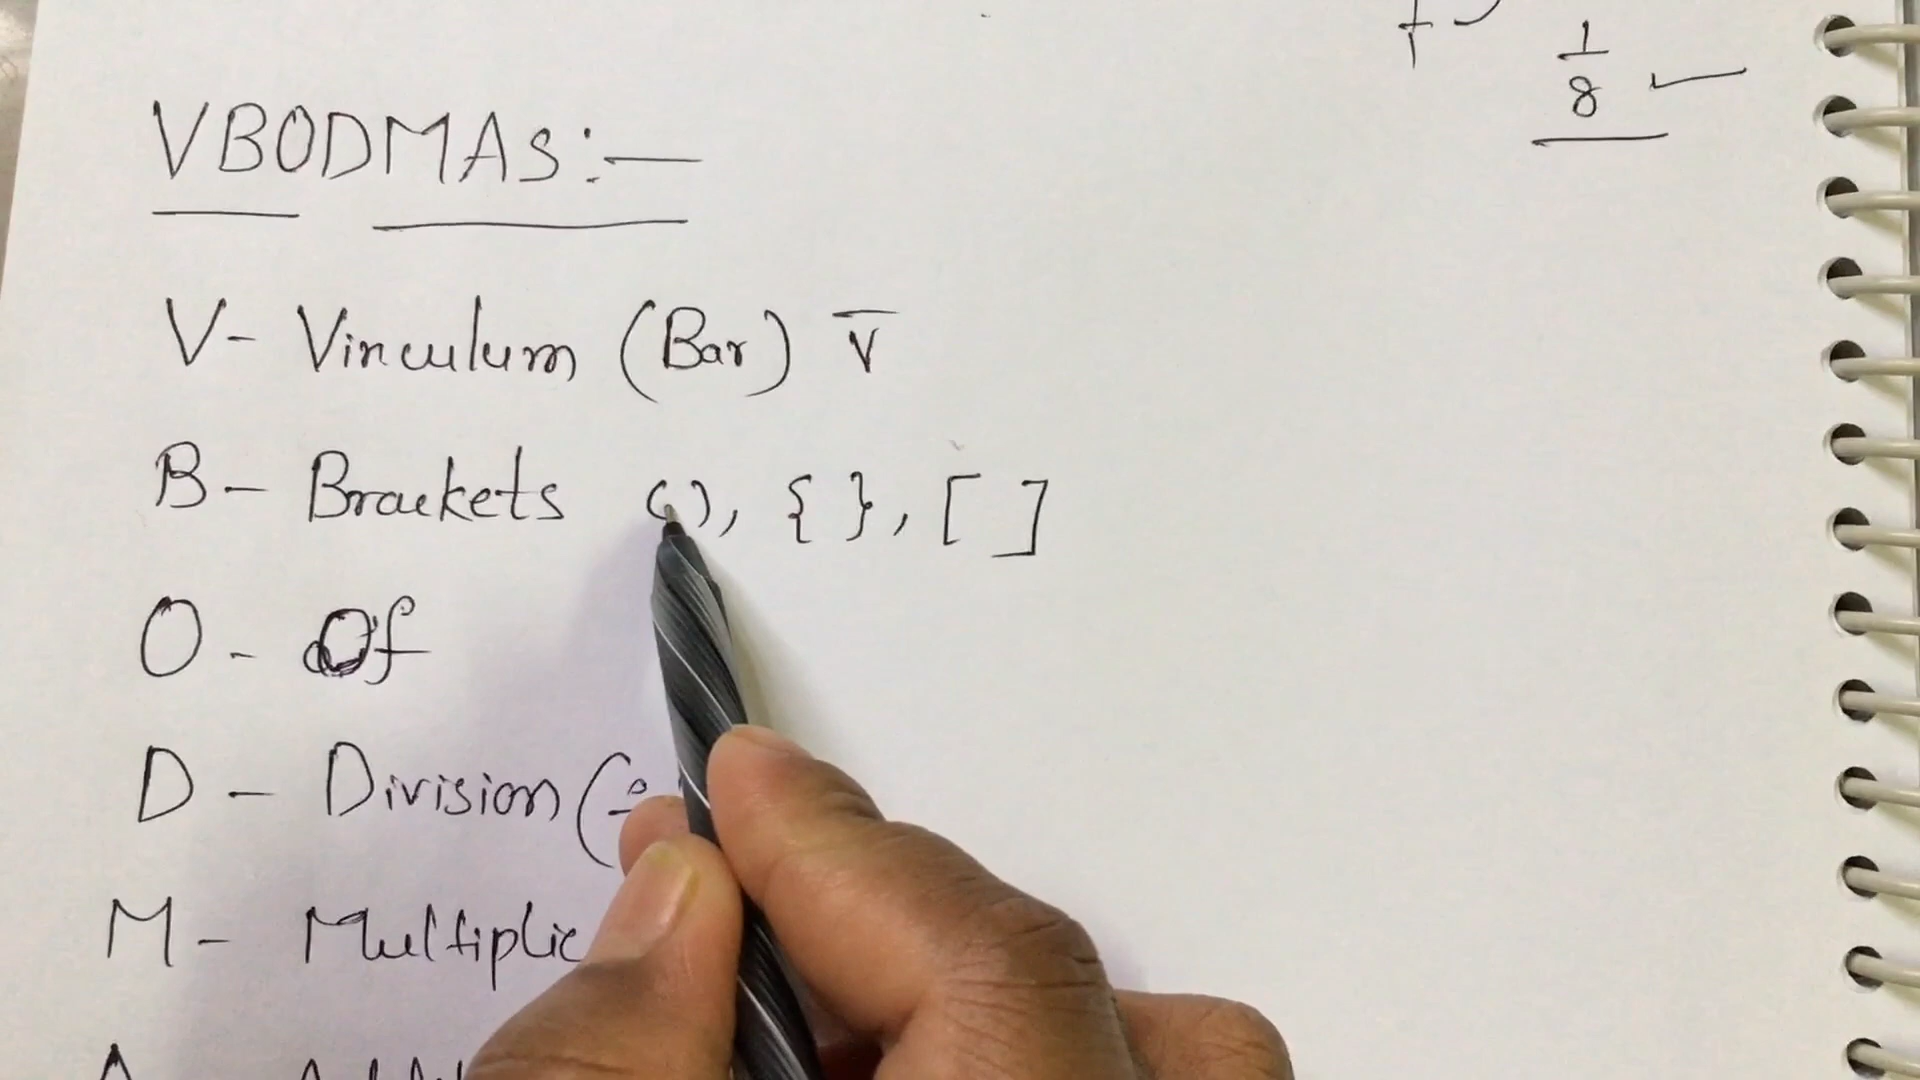 1
8
VBODMAS:—
V- Vinculum (Bar) V̅
B- Brackets (), { }, [ ]
O- Of
D- Division (
M- Multiplic
A